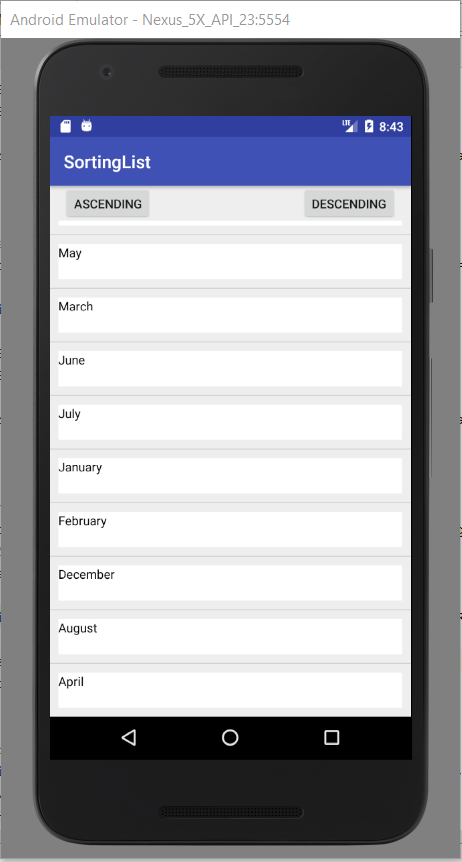 Android Emulator - Nexus_5X_API_23:5554
LTE 8:43
SortingList
ASCENDING DESCENDING
May
March
June
July
January
February
December
August
April